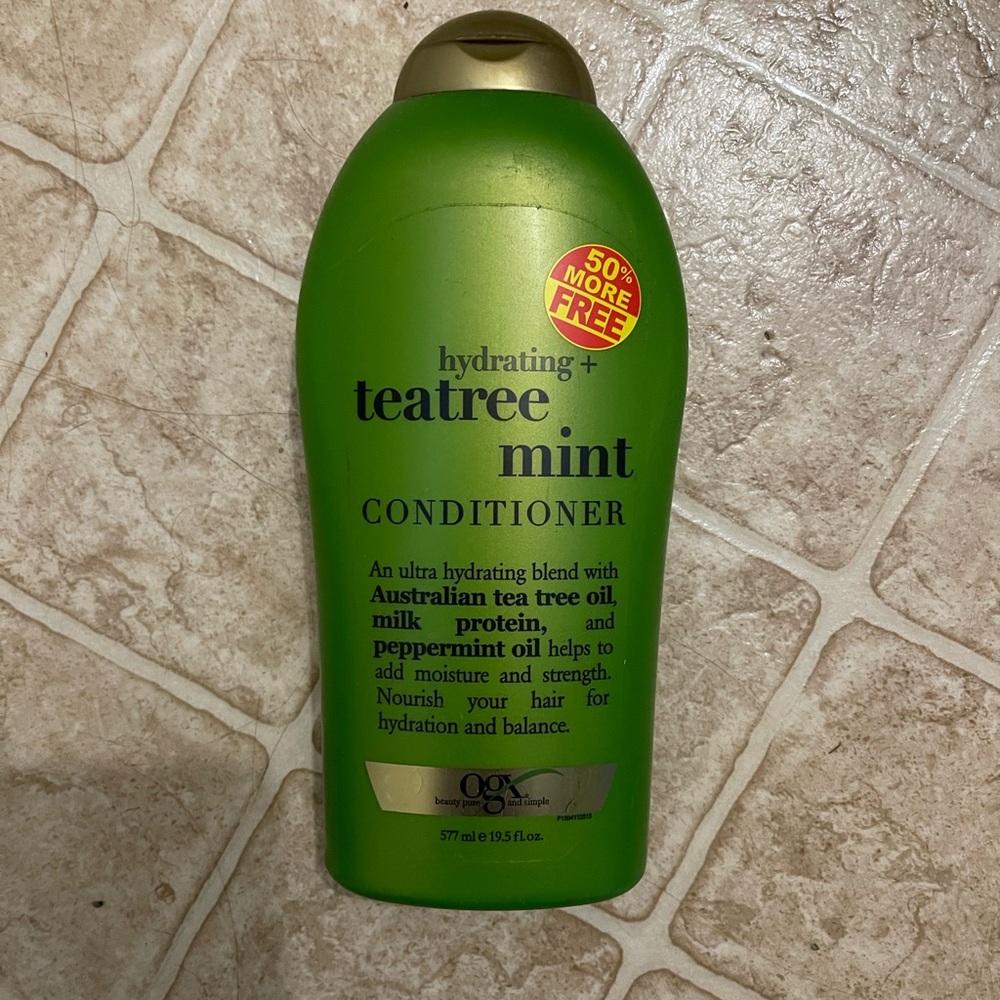 50%
MORE
FREE
hydrating +
teatree
mint
CONDITIONER
An ultra hydrating blend with
Australian tea tree oil,
milk protein, and
peppermint oil helps to
add moisture and strength.
Nourish your hair for
hydration and balance.
ogx
beauty pure and simple
577 ml e 19.5 fl.oz.